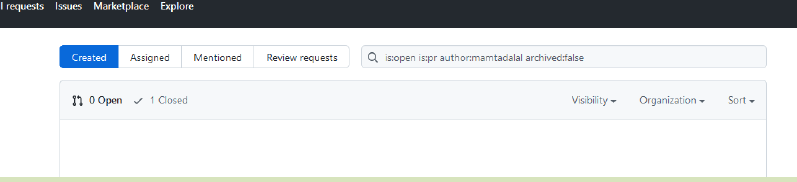 l requests Issues Marketplace Explore
Created Assigned Mentioned Review requests is:open is:pr author:mamtadalal archived:false
0 Open 1 Closed Visibility Organization Sort